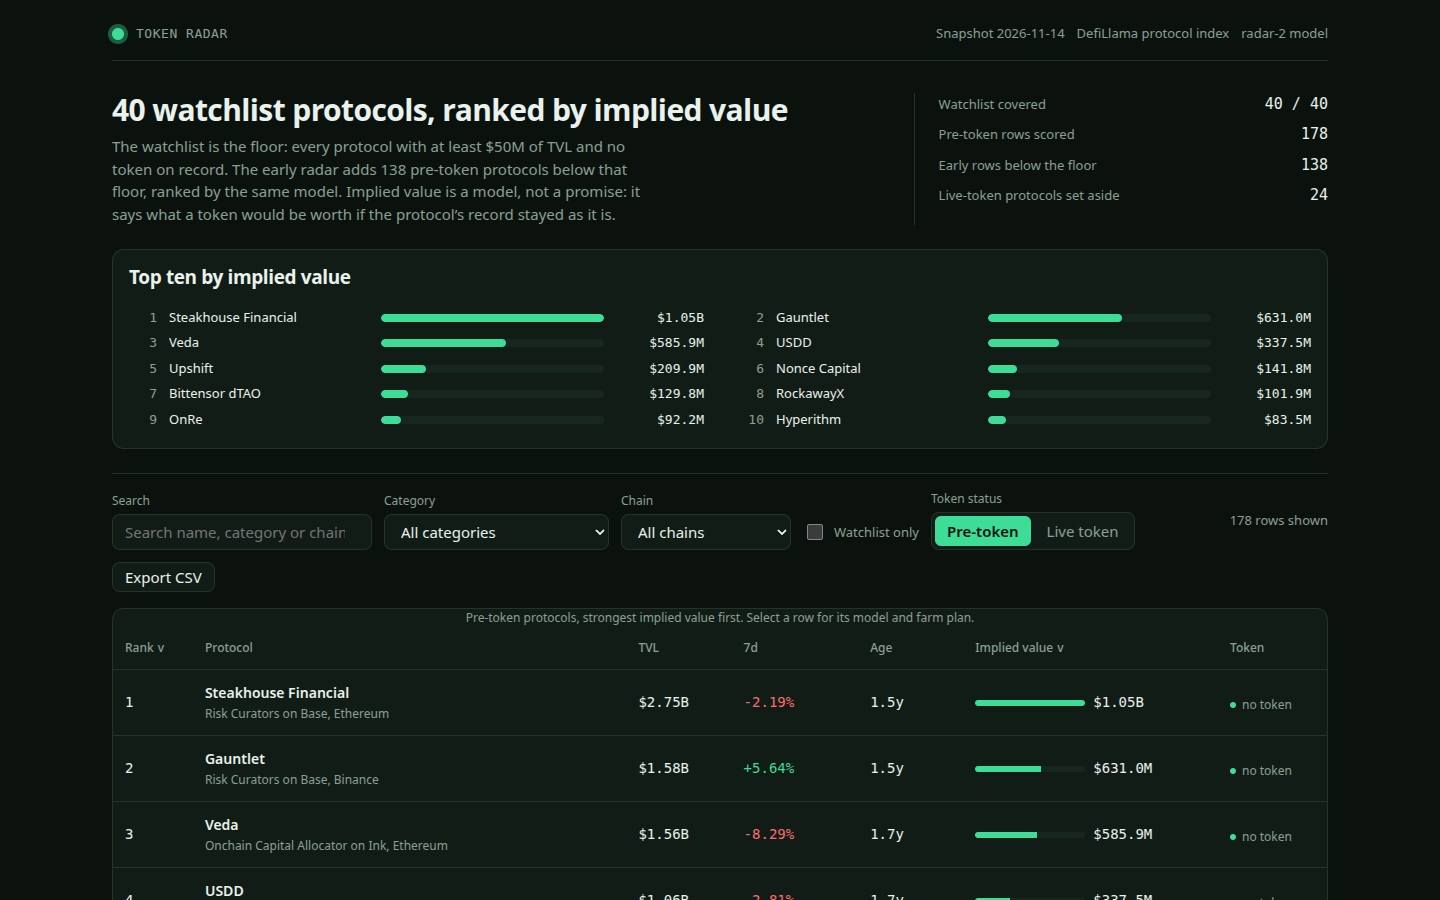 TOKEN RADAR
Snapshot 2026-11-14 DefiLlama protocol index radar-2 model
40 watchlist protocols, ranked by implied value
The watchlist is the floor: every protocol with at least $50M of TVL and no
token on record. The early radar adds 138 pre-token protocols below that
floor, ranked by the same model. Implied value is a model, not a promise: it
says what a token would be worth if the protocol’s record stayed as it is.
Watchlist covered 40 / 40
Pre-token rows scored 178
Early rows below the floor 138
Live-token protocols set aside 24
Top ten by implied value
1 Steakhouse Financial $1.05B 2 Gauntlet $631.0M
3 Veda $585.9M 4 USDD $337.5M
5 Upshift $209.9M 6 Nonce Capital $141.8M
7 Bittensor dTAO $129.8M 8 RockawayX $101.9M
9 OnRe $92.2M 10 Hyperithm $83.5M
Search Category Chain Token status
Search name, category or chain All categories All chains Watchlist only Pre-token Live token 178 rows shown
Export CSV
Pre-token protocols, strongest implied value first. Select a row for its model and farm plan.
Rank v Protocol TVL 7d Age Implied value v Token
1 Steakhouse Financial $2.75B -2.19% 1.5y $1.05B no token
Risk Curators on Base, Ethereum
2 Gauntlet $1.58B +5.64% 1.5y $631.0M no token
Risk Curators on Base, Binance
3 Veda $1.56B -8.29% 1.7y $585.9M no token
Onchain Capital Allocator on Ink, Ethereum
4 USDD $1.06B -2.81% 1.7y $337.5M